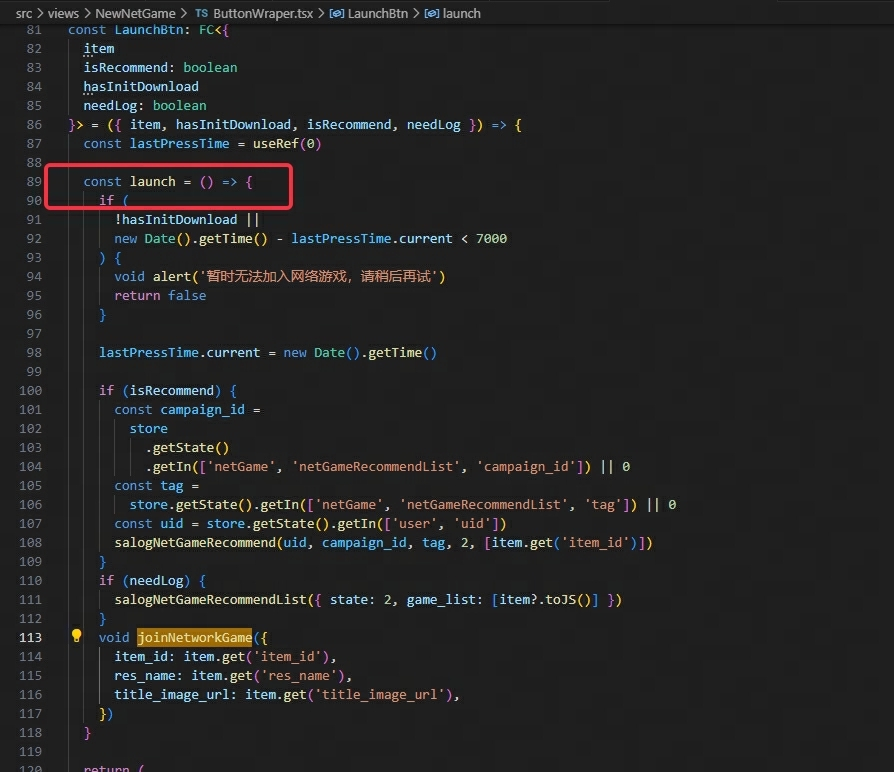 src > views > NewNetGame > TS ButtonWraper.tsx > LaunchBtn > launch
81 const LaunchBtn: FC<{
82 item
83 isRecommend: boolean
84 hasInitDownload
85 needLog: boolean
86 }> = ({ item, hasInitDownload, isRecommend, needLog }) => {
87 const lastPressTime = useRef(0)
88
89 const launch = () => {
90 if (
91 !hasInitDownload ||
92 new Date().getTime() - lastPressTime.current < 7000
93 ) {
94 void alert('暂时无法加入网络游戏，请稍后再试')
95 return false
96 }
97
98 lastPressTime.current = new Date().getTime()
99
100 if (isRecommend) {
101 const campaign_id =
102 store
103 .getState()
104 .getIn(['netGame', 'netGameRecommendList', 'campaign_id']) || 0
105 const tag =
106 store.getState().getIn(['netGame', 'netGameRecommendList', 'tag']) || 0
107 const uid = store.getState().getIn(['user', 'uid'])
108 salogNetGameRecommend(uid, campaign_id, tag, 2, [item.get('item_id')])
109 }
110 if (needLog) {
111 salogNetGameRecommendList({ state: 2, game_list: [item?.toJS()] })
112 }
113 void joinNetworkGame({
114 item_id: item.get('item_id'),
115 res_name: item.get('res_name'),
116 title_image_url: item.get('title_image_url'),
117 })
118 }
119
120 return (